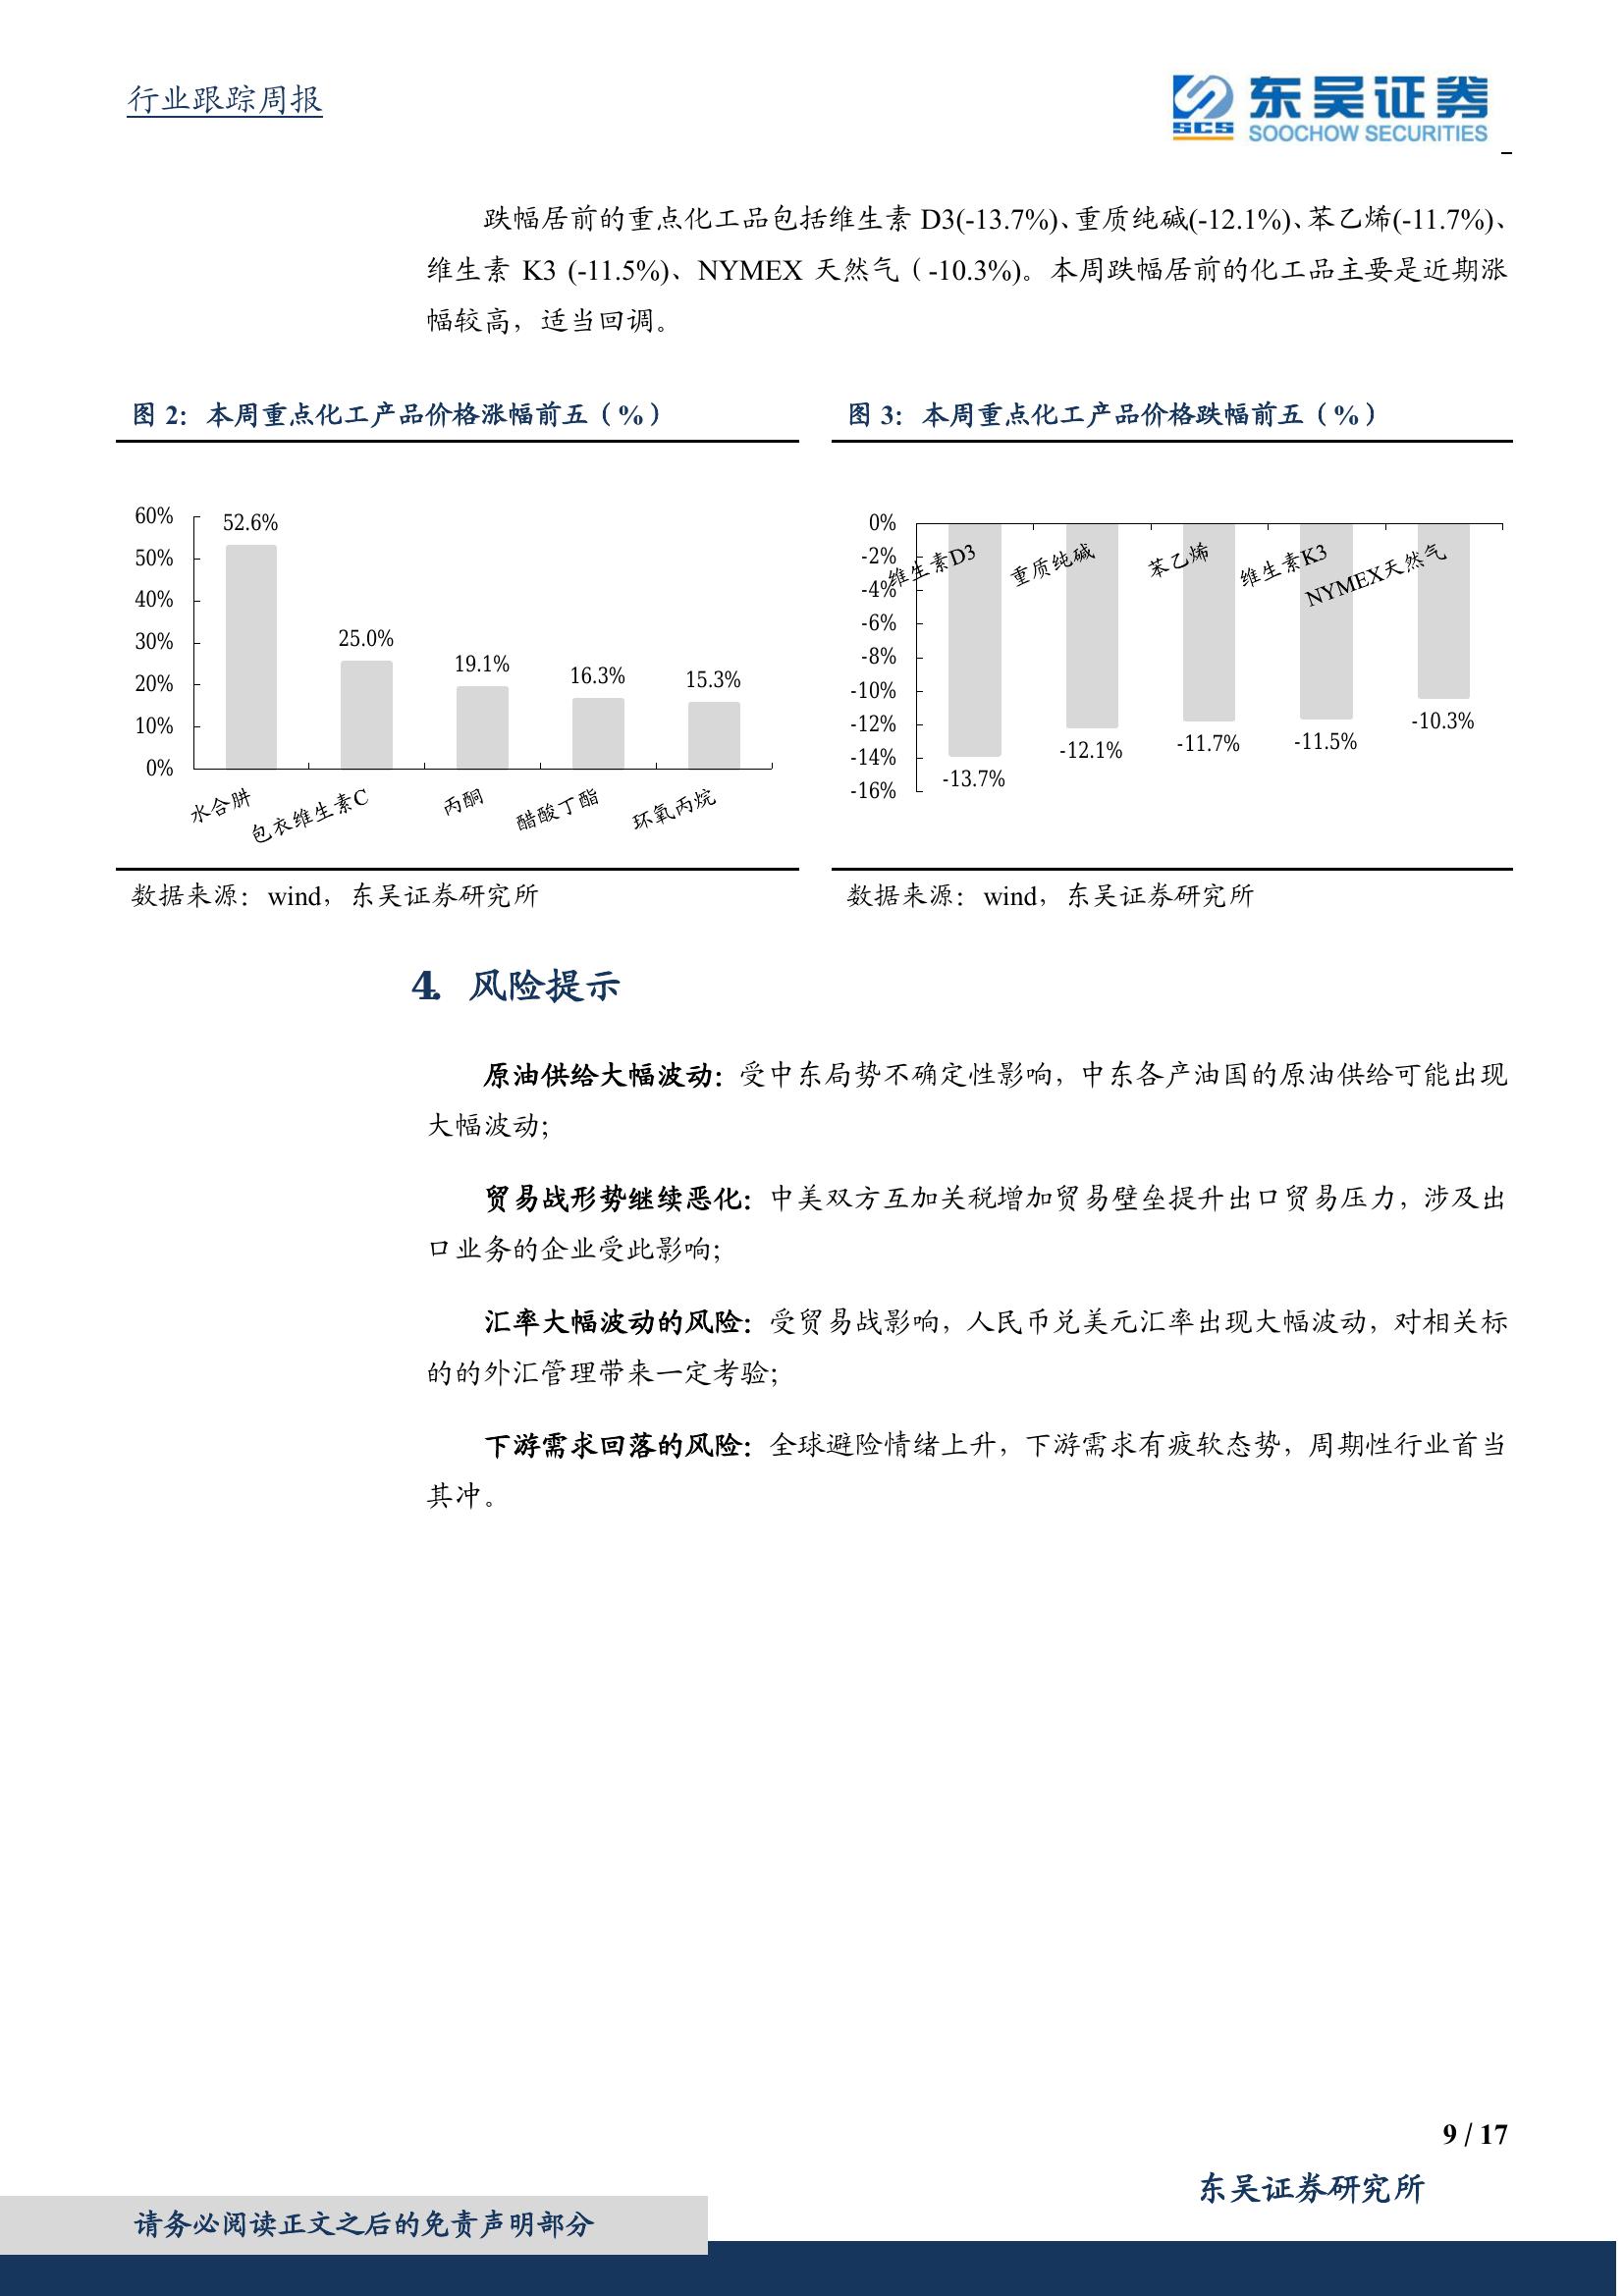 行业跟踪周报
SCS 东吴证券
SOOCHOW SECURITIES
跌幅居前的重点化工品包括维生素 D3(-13.7%)、重质纯碱(-12.1%)、苯乙烯(-11.7%)、
维生素 K3 (-11.5%)、NYMEX 天然气（-10.3%)。本周跌幅居前的化工品主要是近期涨
幅较高，适当回调。
图 2：本周重点化工产品价格涨幅前五（%）
60%
50%
40%
30%
20%
10%
0%
52.6%
25.0%
19.1%
16.3%
15.3%
水合肼
包衣维生素C
丙酮
醋酸丁酯
环氧丙烷
数据来源：wind，东吴证券研究所
图 3：本周重点化工产品价格跌幅前五（%）
0%
-2%
-4%
-6%
-8%
-10%
-12%
-14%
-16%
维生素D3
重质纯碱
苯乙烯
维生素K3
NYMEX天然气
-13.7%
-12.1%
-11.7%
-11.5%
-10.3%
数据来源：wind，东吴证券研究所
4. 风险提示
原油供给大幅波动：受中东局势不确定性影响，中东各产油国的原油供给可能出现
大幅波动；
贸易战形势继续恶化：中美双方互加关税增加贸易壁垒提升出口贸易压力，涉及出
口业务的企业受此影响；
汇率大幅波动的风险：受贸易战影响，人民币兑美元汇率出现大幅波动，对相关标
的的外汇管理带来一定考验；
下游需求回落的风险：全球避险情绪上升，下游需求有疲软态势，周期性行业首当
其冲。
9 / 17
东吴证券研究所
请务必阅读正文之后的免责声明部分